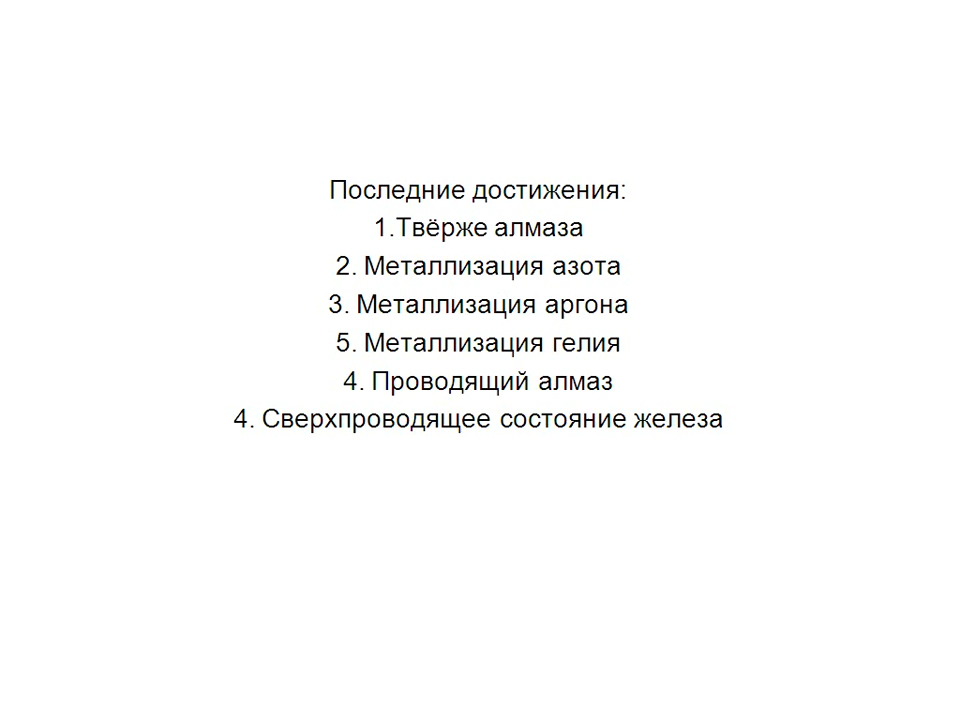 Последние достижения:
1.Твёрже алмаза
2. Металлизация азота
3. Металлизация аргона
5. Металлизация гелия
4. Проводящий алмаз
4. Сверхпроводящее состояние железа